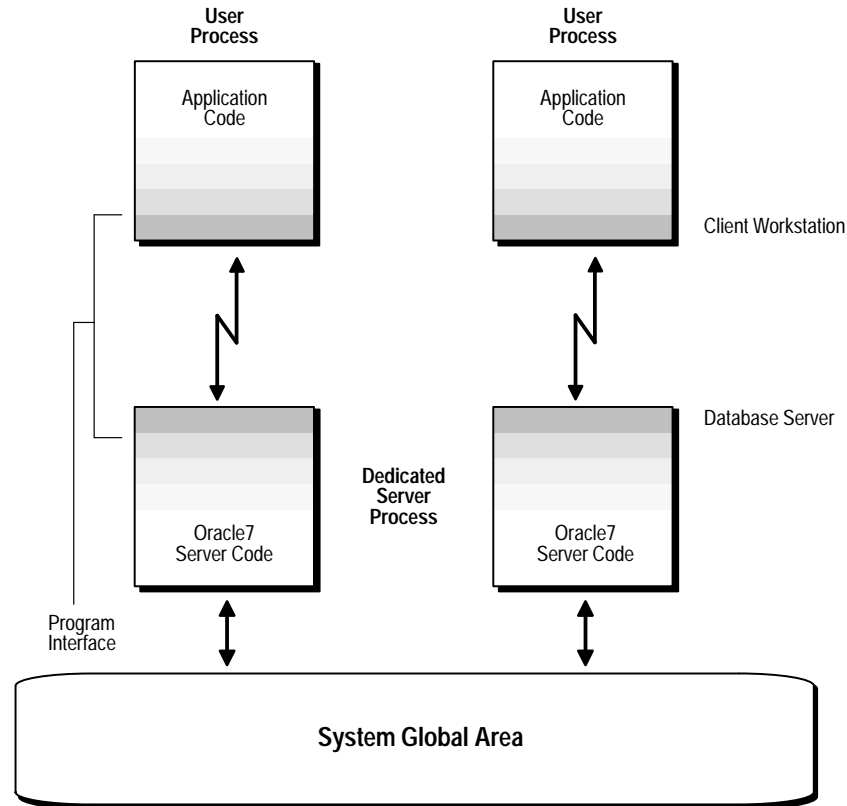 User
Process
User
Process
Application
Code
Application
Code
Client Workstation
Database Server
Dedicated
Server
Process
Oracle7
Server Code
Oracle7
Server Code
Program
Interface
System Global Area